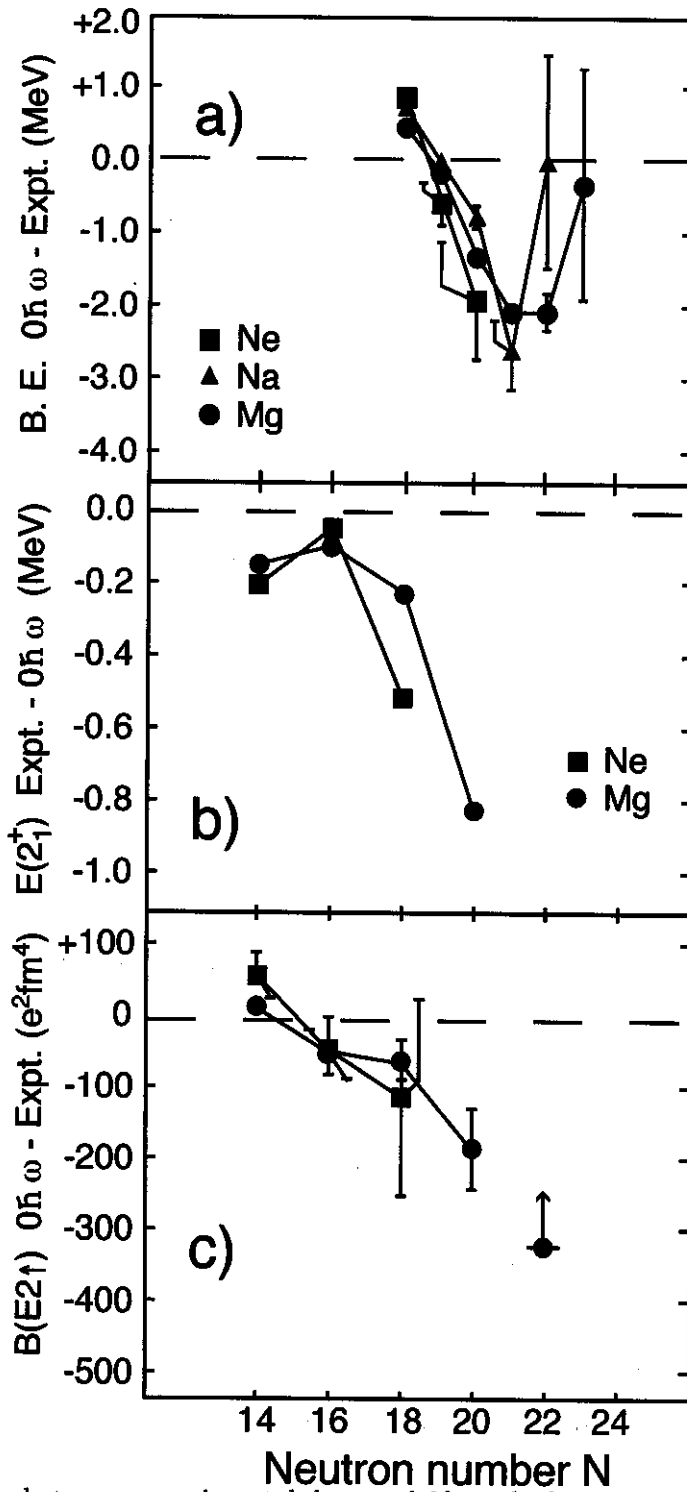 +2.0
+1.0
0.0
-1.0
-2.0
-3.0
-4.0
B. E. 0ħω - Expt. (MeV)
a)
Ne
Na
Mg
0.0
-0.2
-0.4
-0.6
-0.8
-1.0
E(2₁⁺) Expt. - 0ħω (MeV)
b)
Ne
Mg
+100
0
-100
-200
-300
-400
-500
B(E2↑) 0ħω - Expt. (e²fm⁴)
c)
14 16 18 20 22 24
Neutron number N